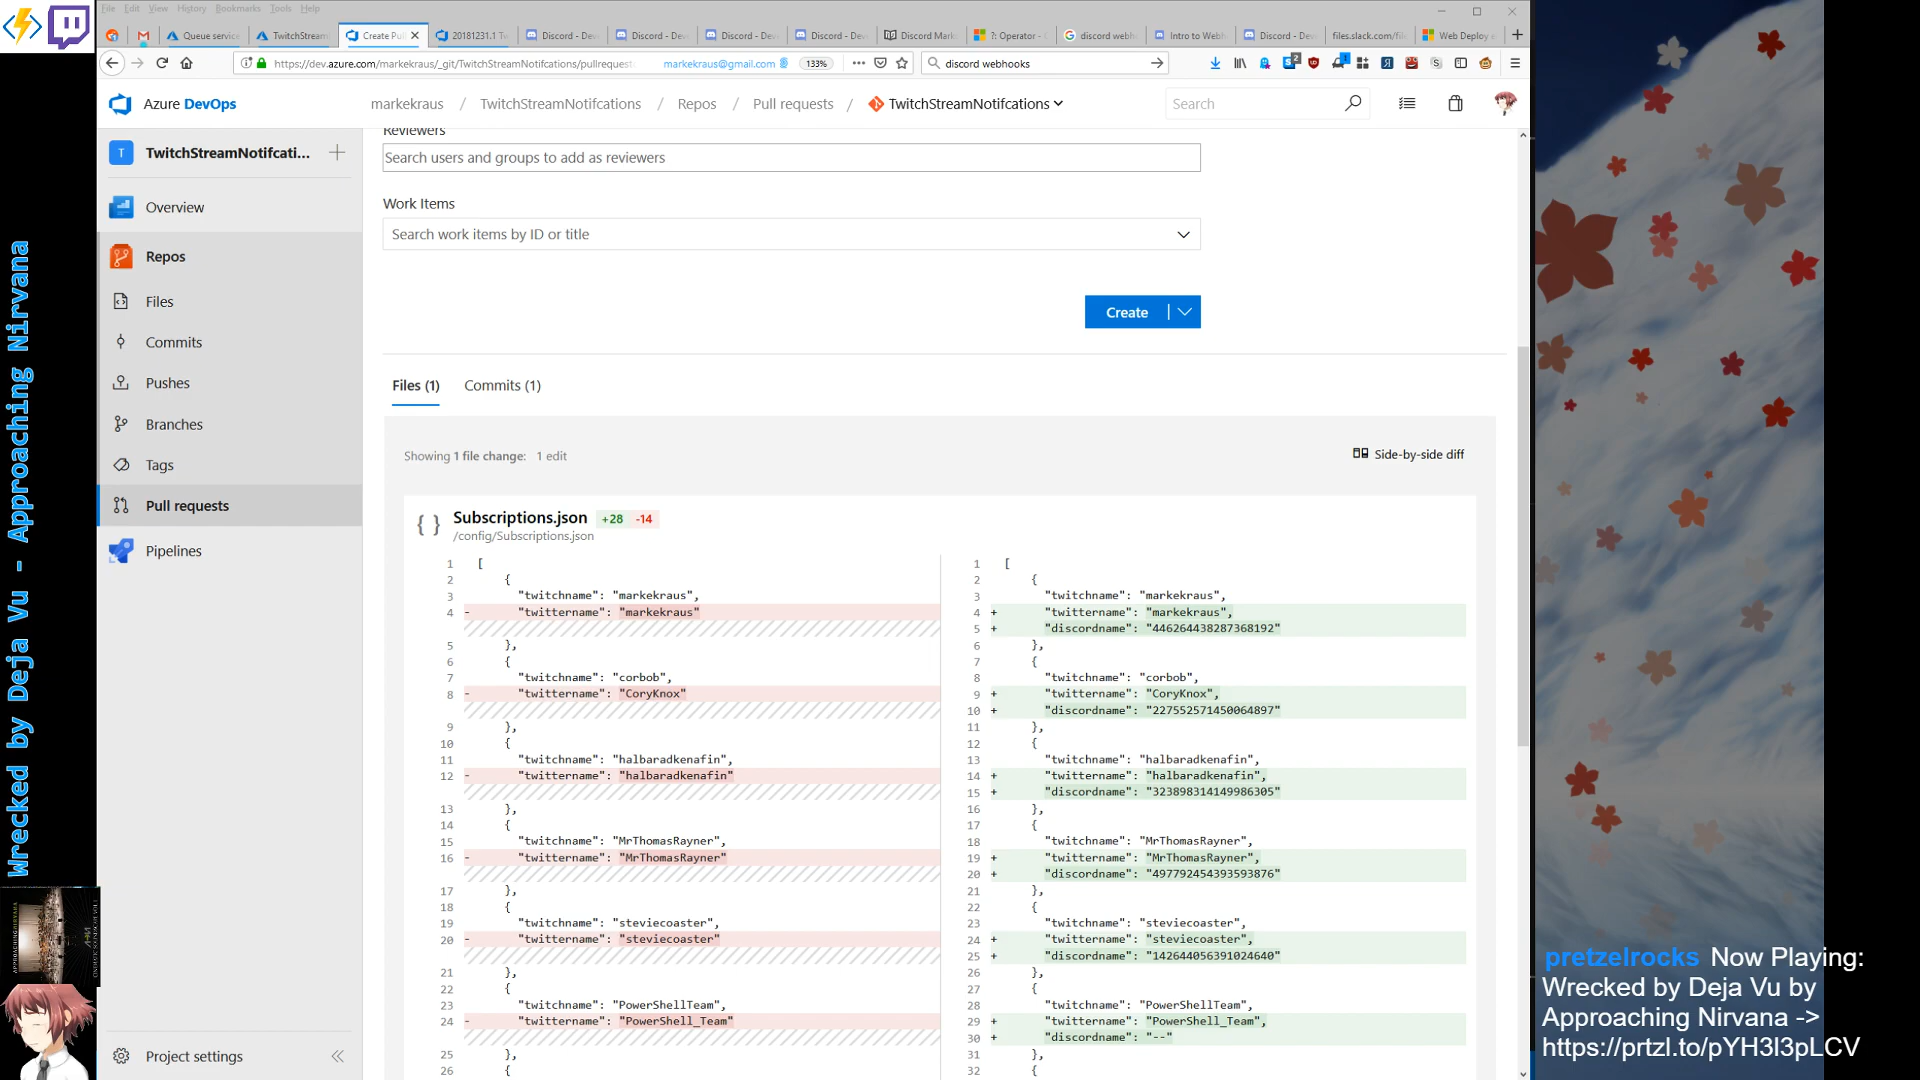 File Edit View History Bookmarks Tools Help
Queue service
TwitchStream
Create Pul
20181231.1 Tw
Discord - Dev
Discord - Dev
Discord - Dev
Discord - Dev
Discord Mark
?: Operator - C
discord webh
Intro to Webh
Discord - Dev
files.slack.com/file
Web Deploy e
https://dev.azure.com/markekraus/_git/TwitchStreamNotifcations/pullrequest
markekraus@gmail.com
133%
discord webhooks
Azure DevOps
markekraus / TwitchStreamNotifcations / Repos / Pull requests / TwitchStreamNotifcations
Search
T TwitchStreamNotifcati...
Overview
Repos
Files
Commits
Pushes
Branches
Tags
Pull requests
Pipelines
Project settings
Reviewers
Search users and groups to add as reviewers
Work Items
Search work items by ID or title
Create
Files (1) Commits (1)
Showing 1 file change: 1 edit
Side-by-side diff
{ } Subscriptions.json +28 -14
/config/Subscriptions.json
1 [
2 {
3 "twitchname": "markekraus",
4 - "twittername": "markekraus"
5 },
6 {
7 "twitchname": "corbob",
8 - "twittername": "CoryKnox"
9 },
10 {
11 "twitchname": "halbaradkenafin",
12 - "twittername": "halbaradkenafin"
13 },
14 {
15 "twitchname": "MrThomasRayner",
16 - "twittername": "MrThomasRayner"
17 },
18 {
19 "twitchname": "steviecoaster",
20 - "twittername": "steviecoaster"
21 },
22 {
23 "twitchname": "PowerShellTeam",
24 - "twittername": "PowerShell_Team"
25 },
26 {
1 [
2 {
3 "twitchname": "markekraus",
4 + "twittername": "markekraus",
5 + "discordname": "446264438287368192"
6 },
7 {
8 "twitchname": "corbob",
9 + "twittername": "CoryKnox",
10 + "discordname": "227552571450064897"
11 },
12 {
13 "twitchname": "halbaradkenafin",
14 + "twittername": "halbaradkenafin",
15 + "discordname": "323898314149986305"
16 },
17 {
18 "twitchname": "MrThomasRayner",
19 + "twittername": "MrThomasRayner",
20 + "discordname": "497792454393593876"
21 },
22 {
23 "twitchname": "steviecoaster",
24 + "twittername": "steviecoaster",
25 + "discordname": "142644056391024640"
26 },
27 {
28 "twitchname": "PowerShellTeam",
29 + "twittername": "PowerShell_Team",
30 + "discordname": "--"
31 },
32 {
Wrecked by Deja Vu - Approaching Nirvana
pretzelrocks Now Playing:
Wrecked by Deja Vu by
Approaching Nirvana ->
https://prtzl.to/pYH3I3pLCV